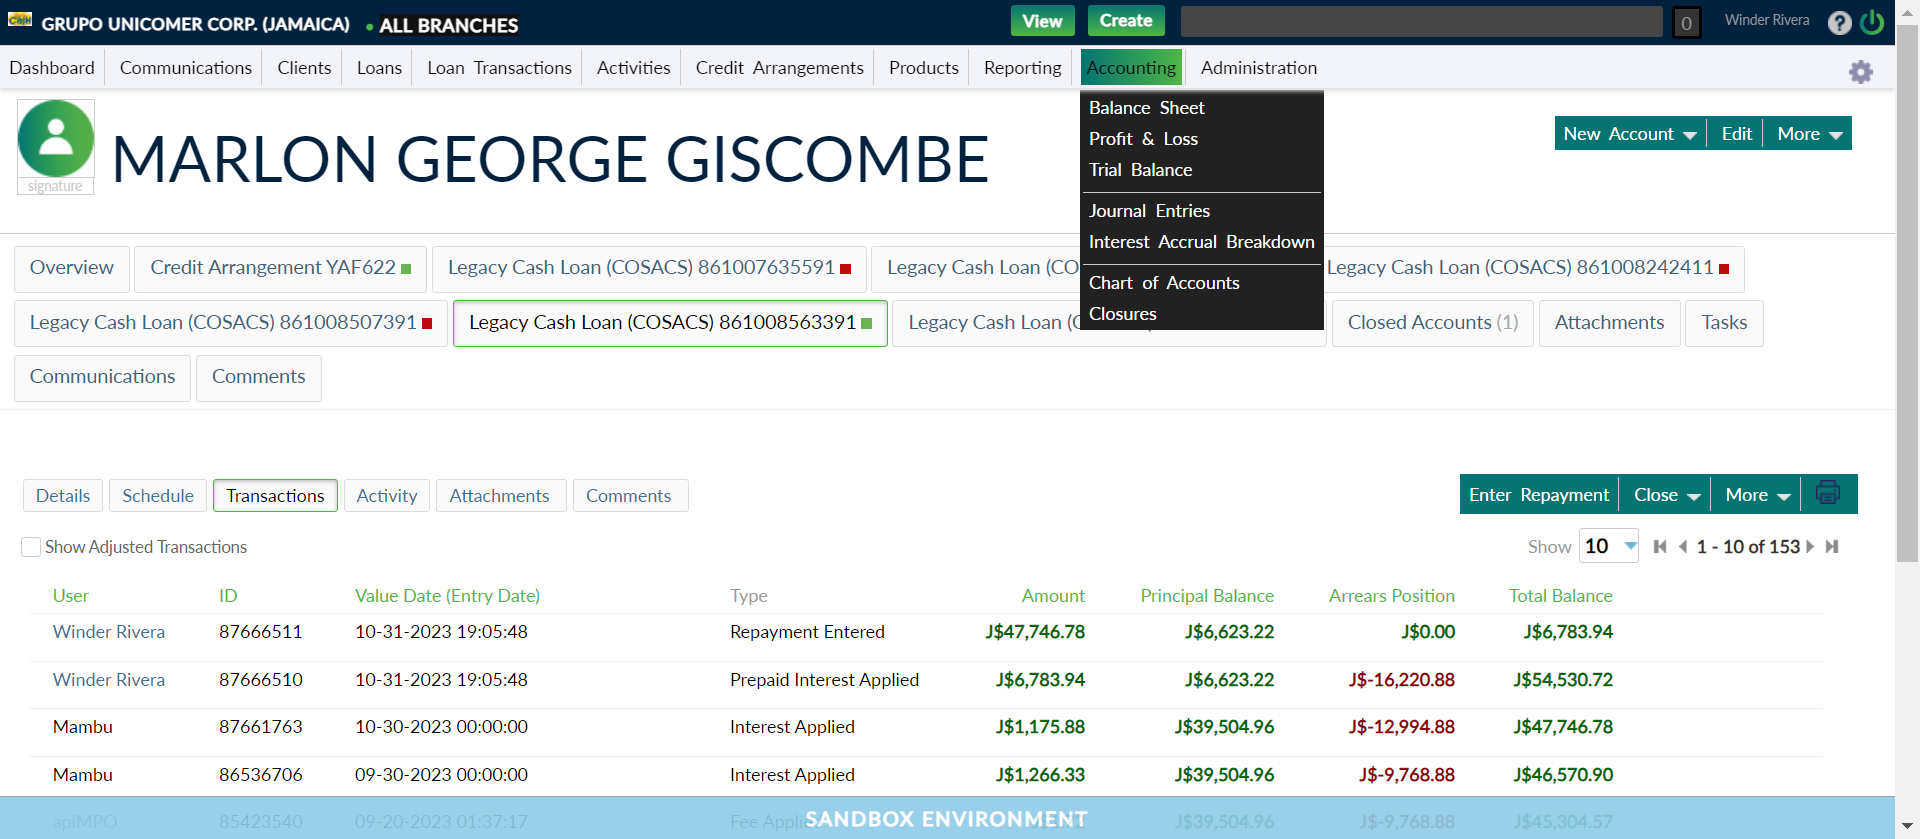 GRUPO UNICOMER CORP. (JAMAICA) ALL BRANCHES View Create 0 Winder Rivera ?
Dashboard Communications Clients Loans Loan Transactions Activities Credit Arrangements Products Reporting Accounting Administration
Balance Sheet
Profit & Loss
Trial Balance
Journal Entries
Interest Accrual Breakdown
Chart of Accounts
Closures
signature
MARLON GEORGE GISCOMBE
New Account Edit More
Overview Credit Arrangement YAF622 Legacy Cash Loan (COSACS) 861007635591 Legacy Cash Loan (CO Legacy Cash Loan (COSACS) 861008242411
Legacy Cash Loan (COSACS) 861008507391 Legacy Cash Loan (COSACS) 861008563391 Legacy Cash Loan ( Closed Accounts (1) Attachments Tasks
Communications Comments
Details Schedule Transactions Activity Attachments Comments Enter Repayment Close More
Show Adjusted Transactions Show 10 1 - 10 of 153
User ID Value Date (Entry Date) Type Amount Principal Balance Arrears Position Total Balance
Winder Rivera 87666511 10-31-2023 19:05:48 Repayment Entered J$47,746.78 J$6,623.22 J$0.00 J$6,783.94
Winder Rivera 87666510 10-31-2023 19:05:48 Prepaid Interest Applied J$6,783.94 J$6,623.22 J$-16,220.88 J$54,530.72
Mambu 87661763 10-30-2023 00:00:00 Interest Applied J$1,175.88 J$39,504.96 J$-12,994.88 J$47,746.78
Mambu 86536706 09-30-2023 00:00:00 Interest Applied J$1,266.33 J$39,504.96 J$-9,768.88 J$46,570.90
apiMPO 85423540 09-20-2023 01:37:17 Fee Applie J$39,504.96 J$-9,768.88 J$45,304.57
SANDBOX ENVIRONMENT